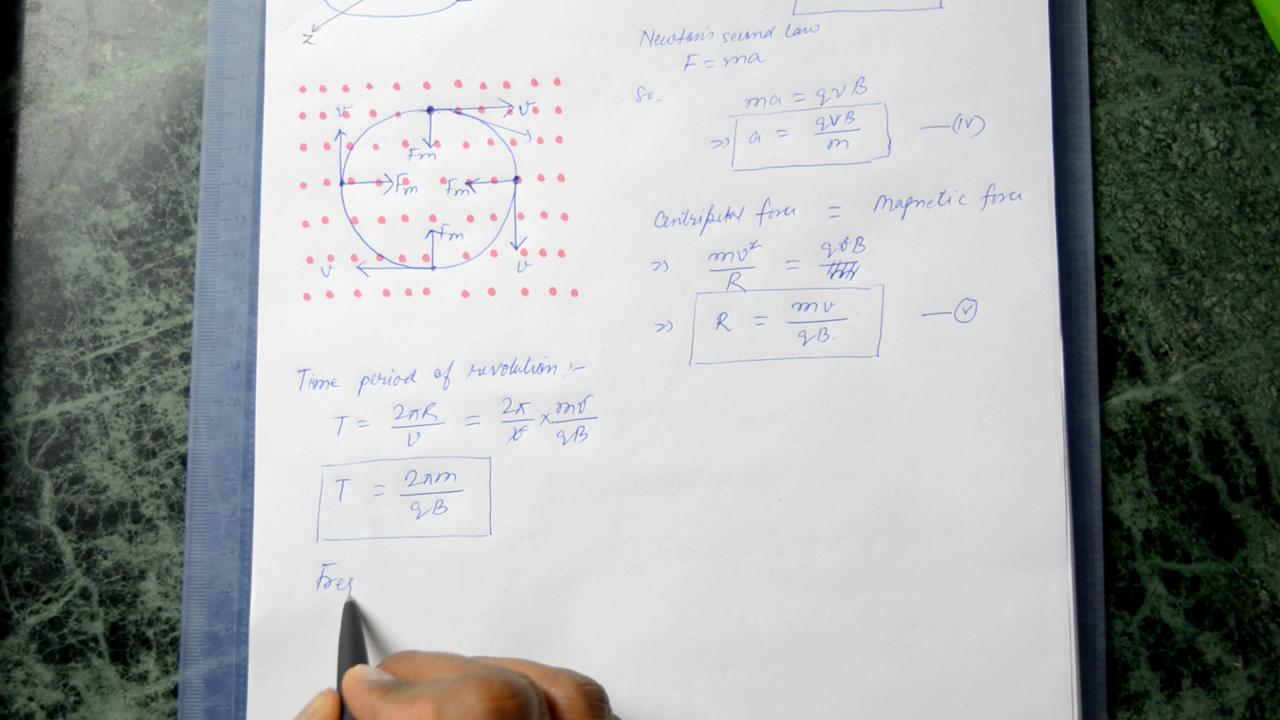 z
v
v
Fm
Fm
Fm
Fm
v
v
Time period of revolution :-
T = 2πR/v = 2π/v × mv/qB
T = 2πm/qB
Freq
Newton's second law
F = ma
So,
ma = qvB
⇒ a = qvB/m —(IV)
Centripetal force = Magnetic force
⇒ mv²/R = qvB
⇒ R = mv/qB. —(V)